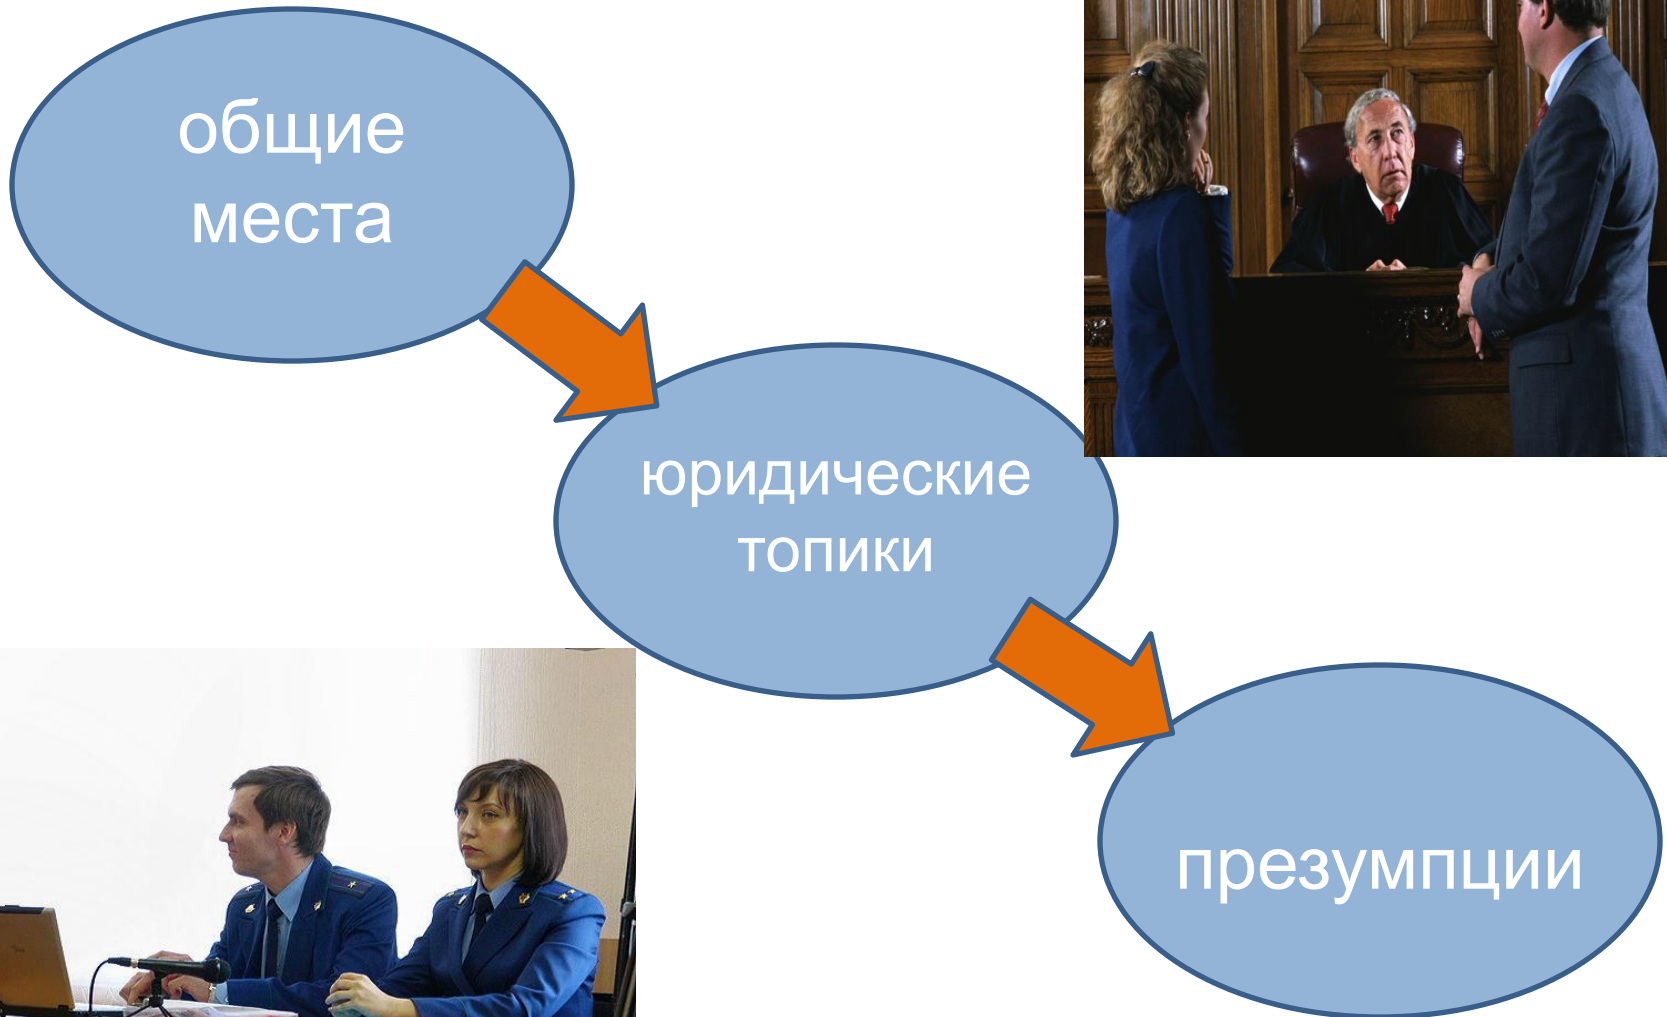 общие
места
юридические
топики
презумпции